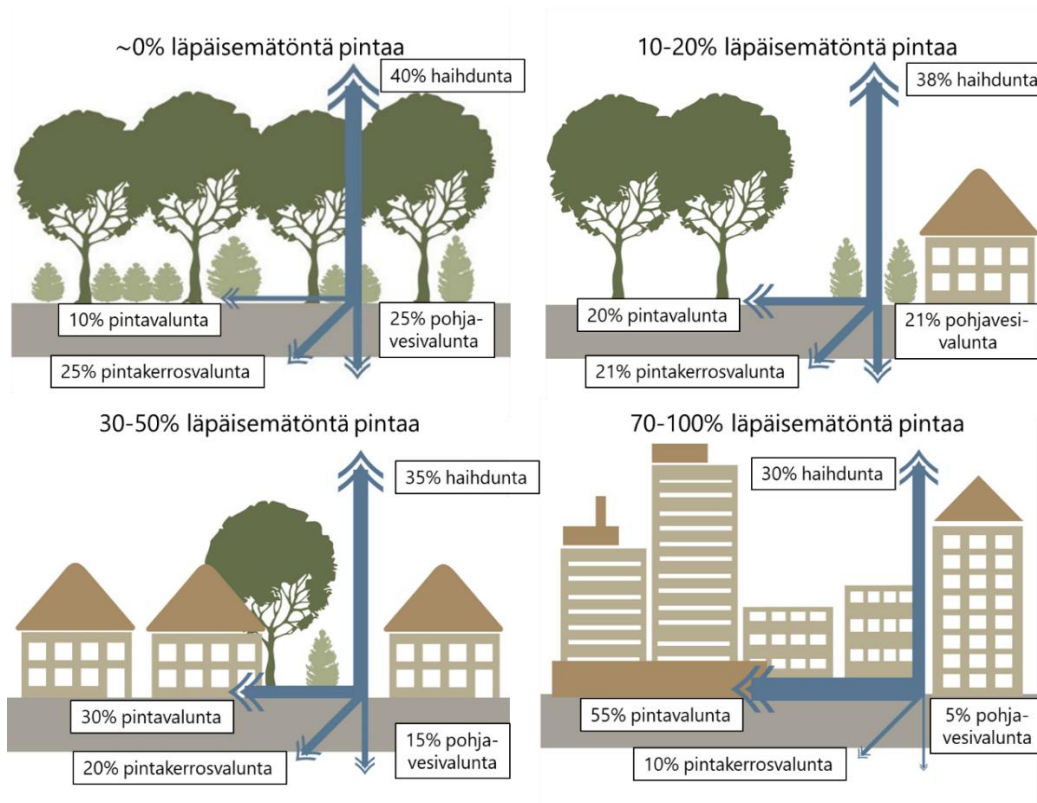 ~0% läpäisemätöntä pintaa
40% haihdunta
10% pintavalunta
25% pohja-
vesivalunta
25% pintakerrosvalunta
10-20% läpäisemätöntä pintaa
38% haihdunta
20% pintavalunta
21% pohjavesi-
valunta
21% pintakerrosvalunta
30-50% läpäisemätöntä pintaa
35% haihdunta
30% pintavalunta
15% pohja-
vesivalunta
20% pintakerrosvalunta
70-100% läpäisemätöntä pintaa
30% haihdunta
55% pintavalunta
5% pohja-
vesivalunta
10% pintakerrosvalunta